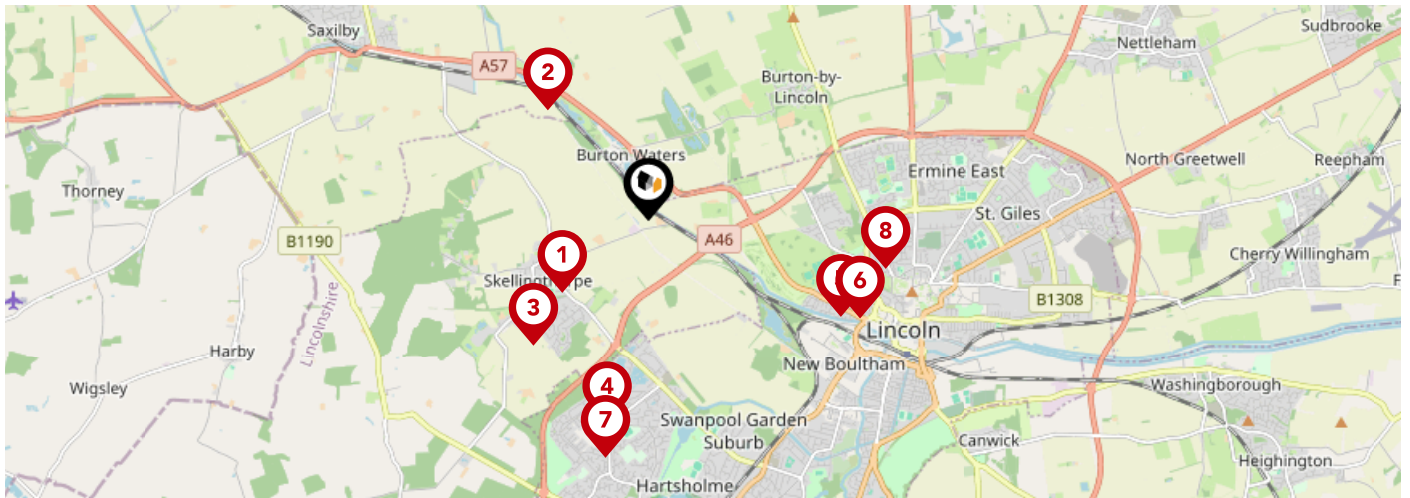 Saxilby
Sudbrooke
Nettleham
A57
2
Burton-by-
Lincoln
Burton Waters
North Greetwell
Reepham
Ermine East
Thorney
St. Giles
B1190
A46
8
1
Cherry Willingham
Skellingthorpe
6
3
B1308
Lincolnshire
Lincoln
Harby
New Boultham
Wigsley
4
Washingborough
7
Swanpool Garden
Suburb
Canwick
Heighington
Hartsholme